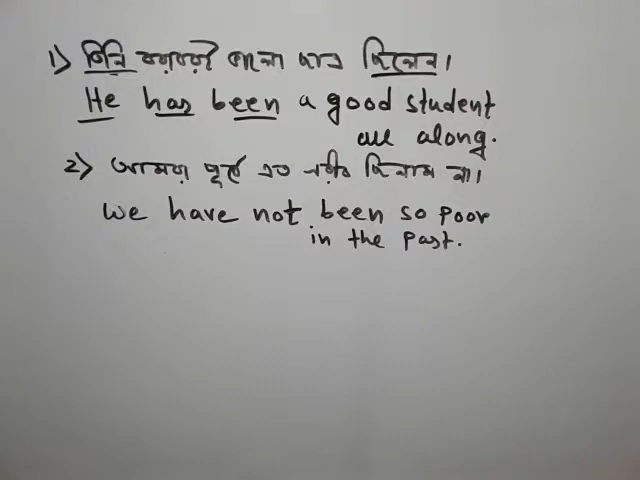 1) তিনি বরাবরই ভালো ছাত্র ছিলেন।
He has been a good student
all along.
2) আমরা পূর্বে এত গরীব ছিলাম না।
We have not been so poor
in the past.